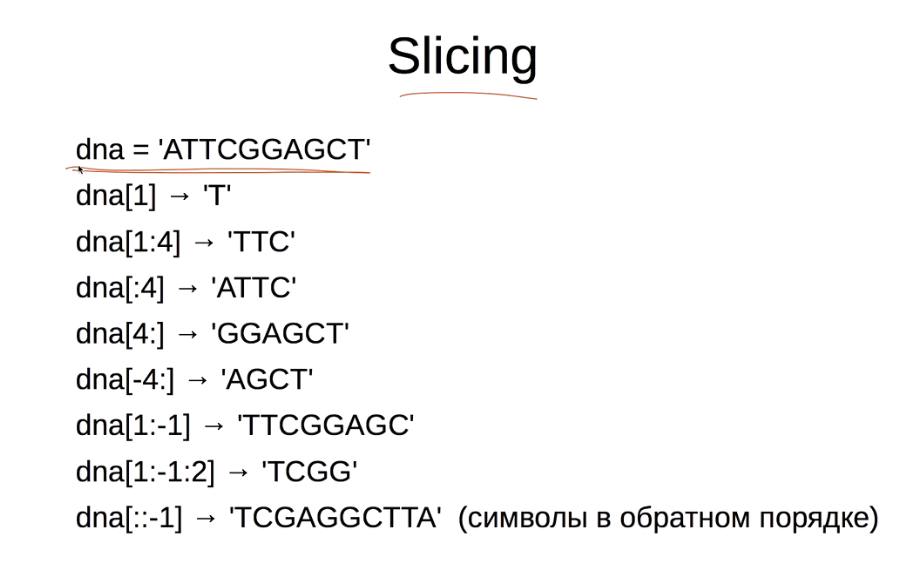 Slicing
dna = 'ATTCGGAGCT'
dna[1] → 'T'
dna[1:4] → 'TTC'
dna[:4] → 'ATTC'
dna[4:] → 'GGAGCT'
dna[-4:] → 'AGCT'
dna[1:-1] → 'TTCGGAGC'
dna[1:-1:2] → 'TCGG'
dna[::-1] → 'TCGAGGCTTA' (символы в обратном порядке)